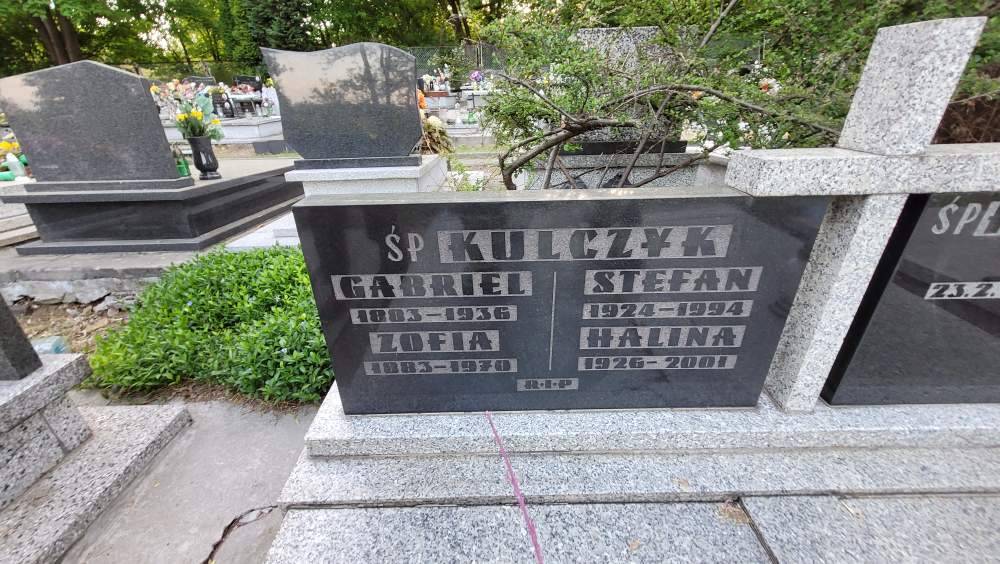 ŚP KULCZYK
GABRIEL
1883-1936
ZOFIA
1883-1970
STEFAN
1924-1994
HALINA
1926-2001
R.I.P
ŚP
23.2.